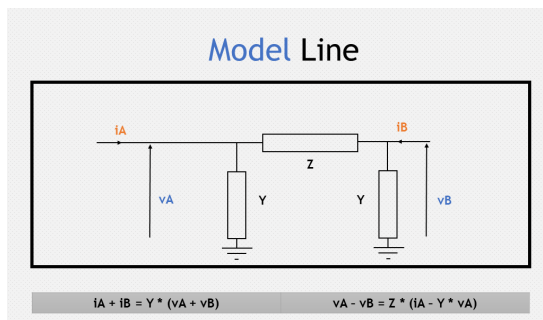 Model Line
iA
iB
Z
vA
Y
Y
vB
iA + iB = Y * (vA + vB)
vA - vB = Z * (iA - Y * vA)